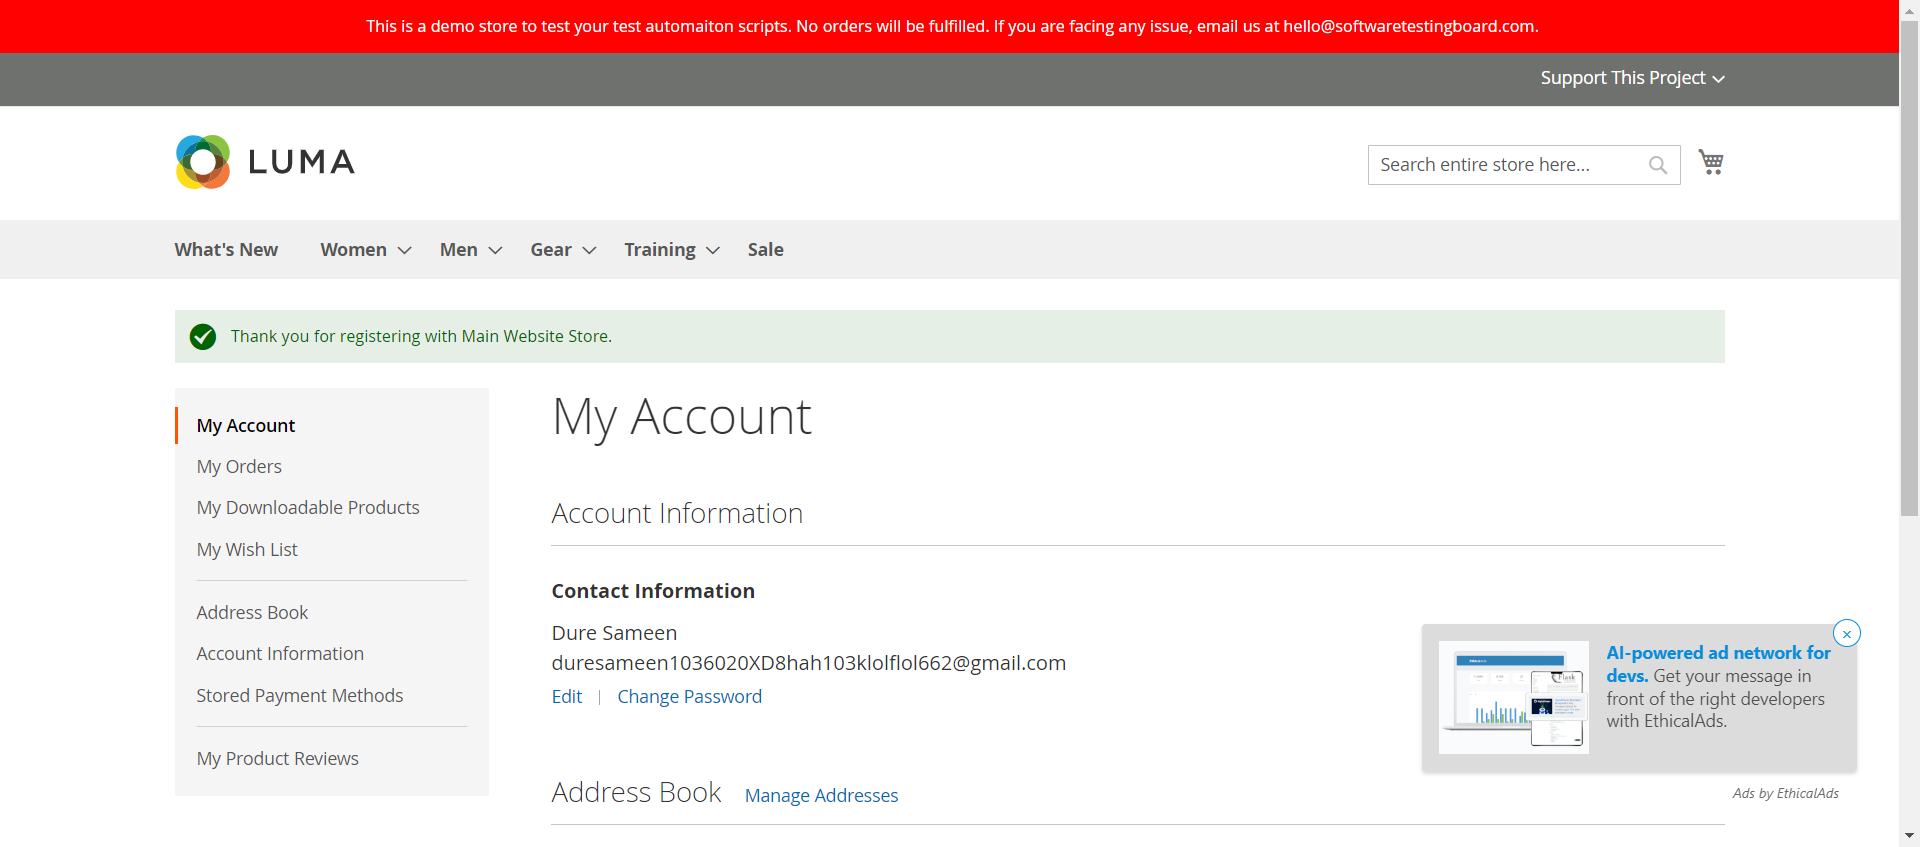 This is a demo store to test your test automaiton scripts. No orders will be fulfilled. If you are facing any issue, email us at hello@softwaretestingboard.com.
Support This Project
LUMA
Search entire store here...
What's New Women Men Gear Training Sale
Thank you for registering with Main Website Store.
My Account
My Orders
My Downloadable Products
My Wish List
Address Book
Account Information
Stored Payment Methods
My Product Reviews
My Account
Account Information
Contact Information
Dure Sameen
duresameen1036020XD8hah103klolflol662@gmail.com
Edit | Change Password
Address Book Manage Addresses
AI-powered ad network for
devs. Get your message in
front of the right developers
with EthicalAds.
Ads by EthicalAds